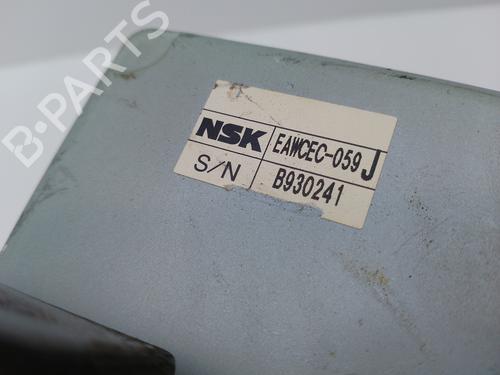 B-PARTS
NSK EAWCEC-059 J
S/N B930241